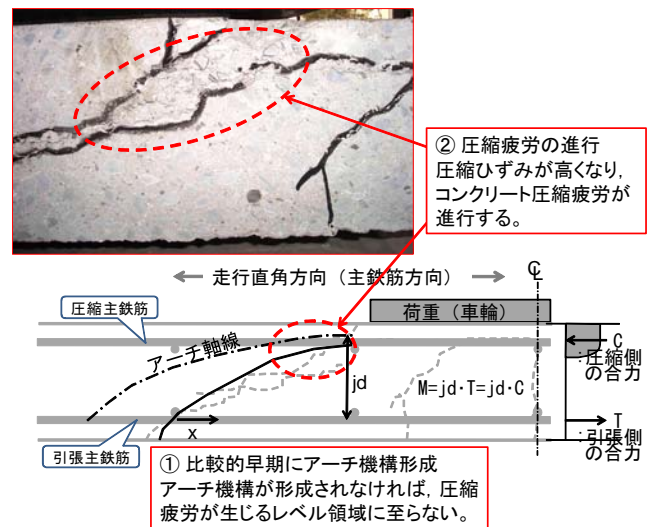 ② 圧縮疲労の進行
圧縮ひずみが高くなり，
コンクリート圧縮疲労が
進行する。
← 走行直角方向（主鉄筋方向） →
℄
圧縮主鉄筋
荷重（車輪）
アーチ軸線
C
:圧縮側
の合力
jd
M=jd･T=jd･C
x
T
:引張側
の合力
引張主鉄筋
① 比較的早期にアーチ機構形成
アーチ機構が形成されなければ，圧縮
疲労が生じるレベル領域に至らない。